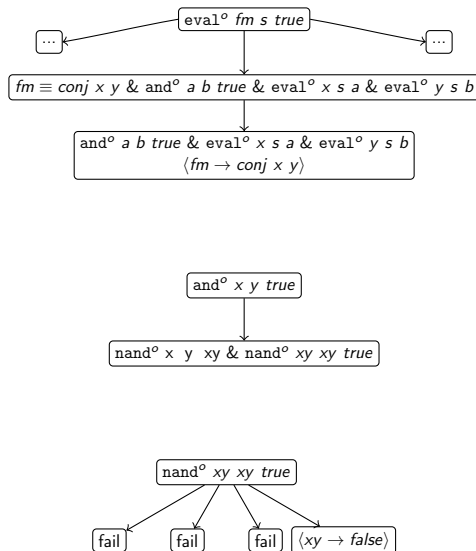 evalᵒ fm s true
...
...
fm ≡ conj x y & andᵒ a b true & evalᵒ x s a & evalᵒ y s b
andᵒ a b true & evalᵒ x s a & evalᵒ y s b
⟨fm → conj x y⟩
andᵒ x y true
nandᵒ x y xy & nandᵒ xy xy true
nandᵒ xy xy true
fail
fail
fail
⟨xy → false⟩